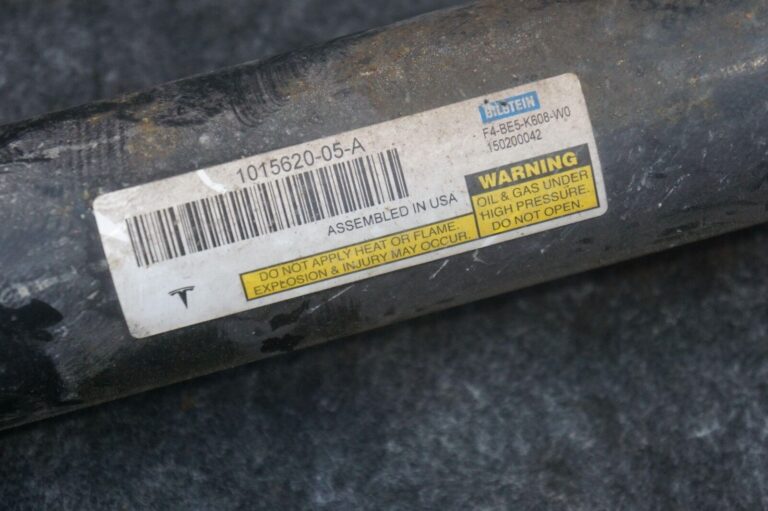 1015620-05-A
ASSEMBLED IN USA
BILSTEIN
F4-BE5-K608-W0
150200042
WARNING
OIL & GAS UNDER
HIGH PRESSURE.
DO NOT OPEN.
DO NOT APPLY HEAT OR FLAME.
EXPLOSION & INJURY MAY OCCUR.